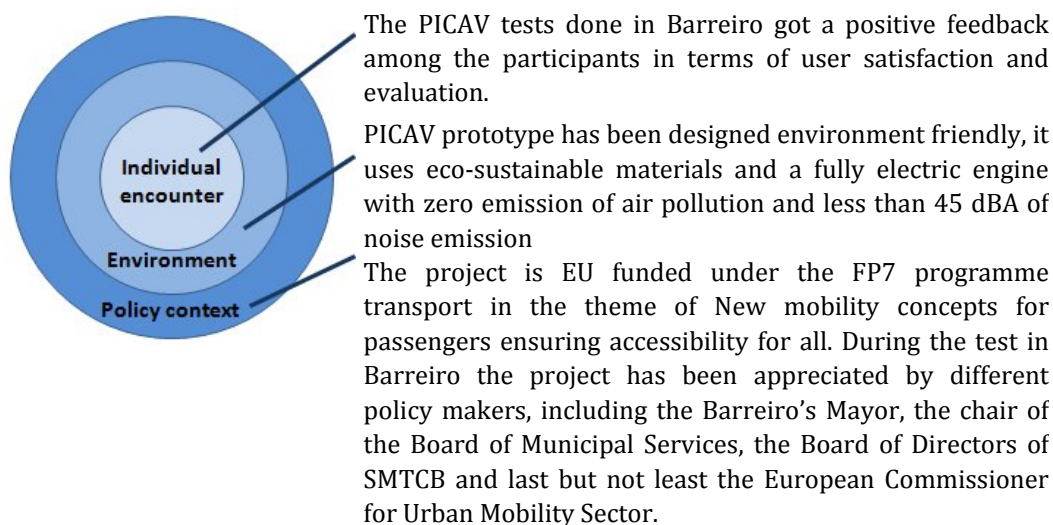 Individual
encounter
Environment
Policy context
The PICAV tests done in Barreiro got a positive feedback
among the participants in terms of user satisfaction and
evaluation.
PICAV prototype has been designed environment friendly, it
uses eco-sustainable materials and a fully electric engine
with zero emission of air pollution and less than 45 dBA of
noise emission
The project is EU funded under the FP7 programme
transport in the theme of New mobility concepts for
passengers ensuring accessibility for all. During the test in
Barreiro the project has been appreciated by different
policy makers, including the Barreiro’s Mayor, the chair of
the Board of Municipal Services, the Board of Directors of
SMTCB and last but not least the European Commissioner
for Urban Mobility Sector.